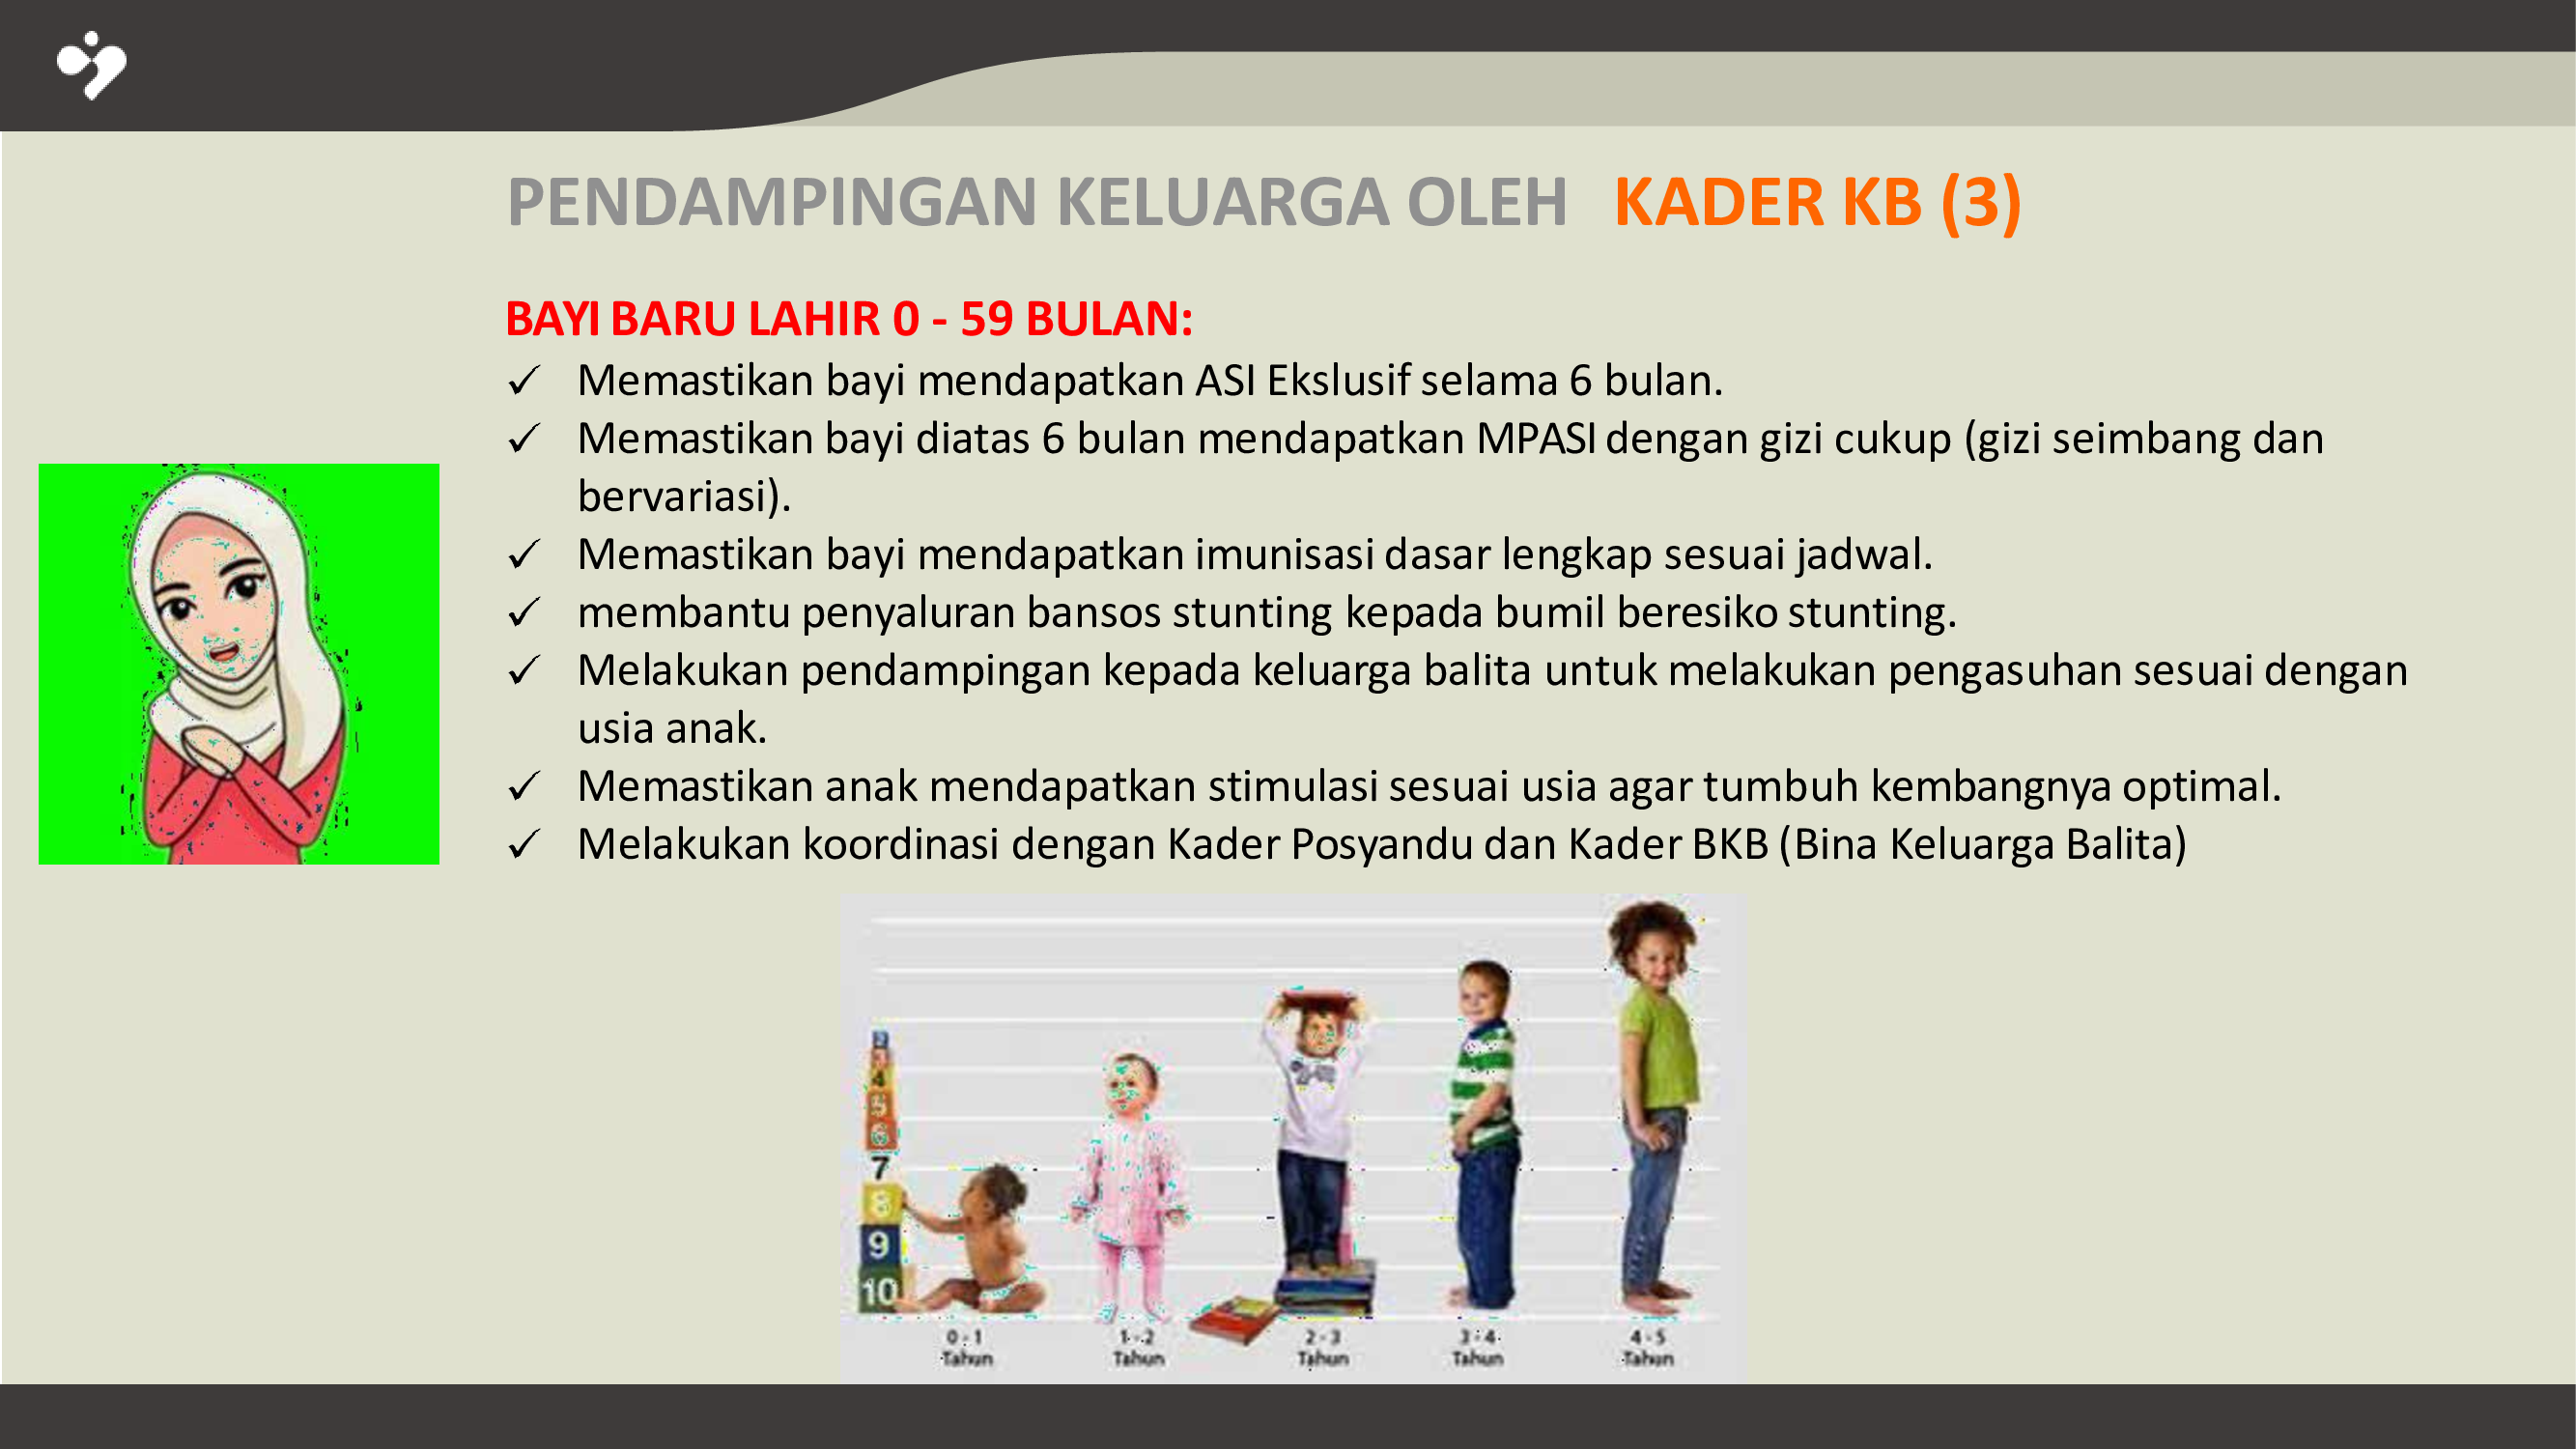 PENDAMPINGAN KELUARGA OLEH KADER KB (3)
BAYI BARU LAHIR 0 - 59 BULAN:
✓ Memastikan bayi mendapatkan ASI Ekslusif selama 6 bulan.
✓ Memastikan bayi diatas 6 bulan mendapatkan MPASI dengan gizi cukup (gizi seimbang dan
bervariasi).
✓ Memastikan bayi mendapatkan imunisasi dasar lengkap sesuai jadwal.
✓ membantu penyaluran bansos stunting kepada bumil beresiko stunting.
✓ Melakukan pendampingan kepada keluarga balita untuk melakukan pengasuhan sesuai dengan
usia anak.
✓ Memastikan anak mendapatkan stimulasi sesuai usia agar tumbuh kembangnya optimal.
✓ Melakukan koordinasi dengan Kader Posyandu dan Kader BKB (Bina Keluarga Balita)
2
3
4
5
6
7
8
9
10
0 - 1 1 - 2 2 - 3 3 - 4 4 - 5
Tahun Tahun Tahun Tahun Tahun